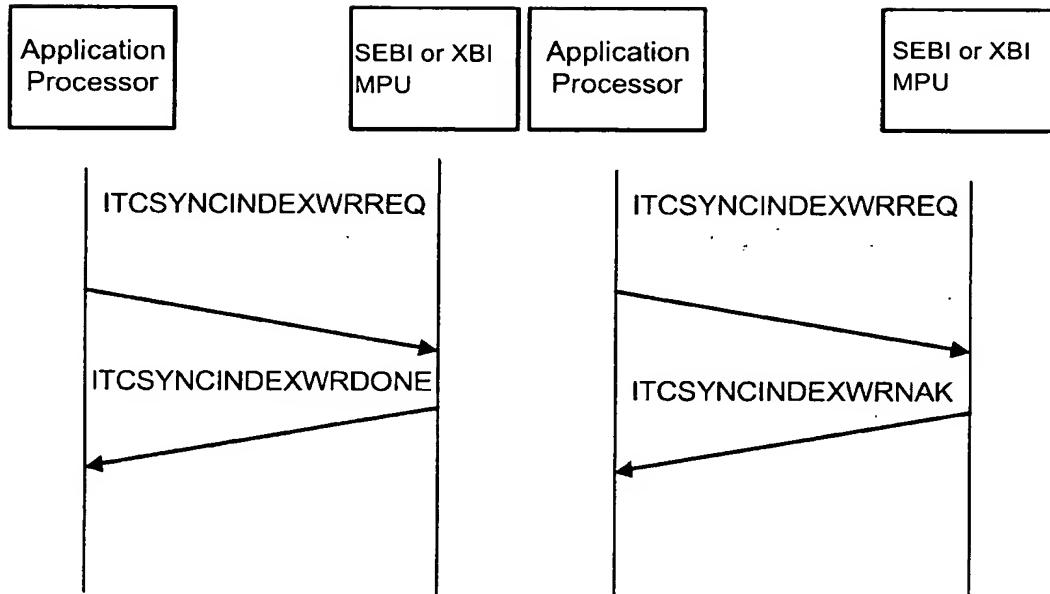 Application
Processor
SEBI or XBI
MPU
Application
Processor
SEBI or XBI
MPU
ITCSYNCINDEXWRREQ
ITCSYNCINDEXWRREQ
ITCSYNCINDEXWRDONE
ITCSYNCINDEXWRNAK